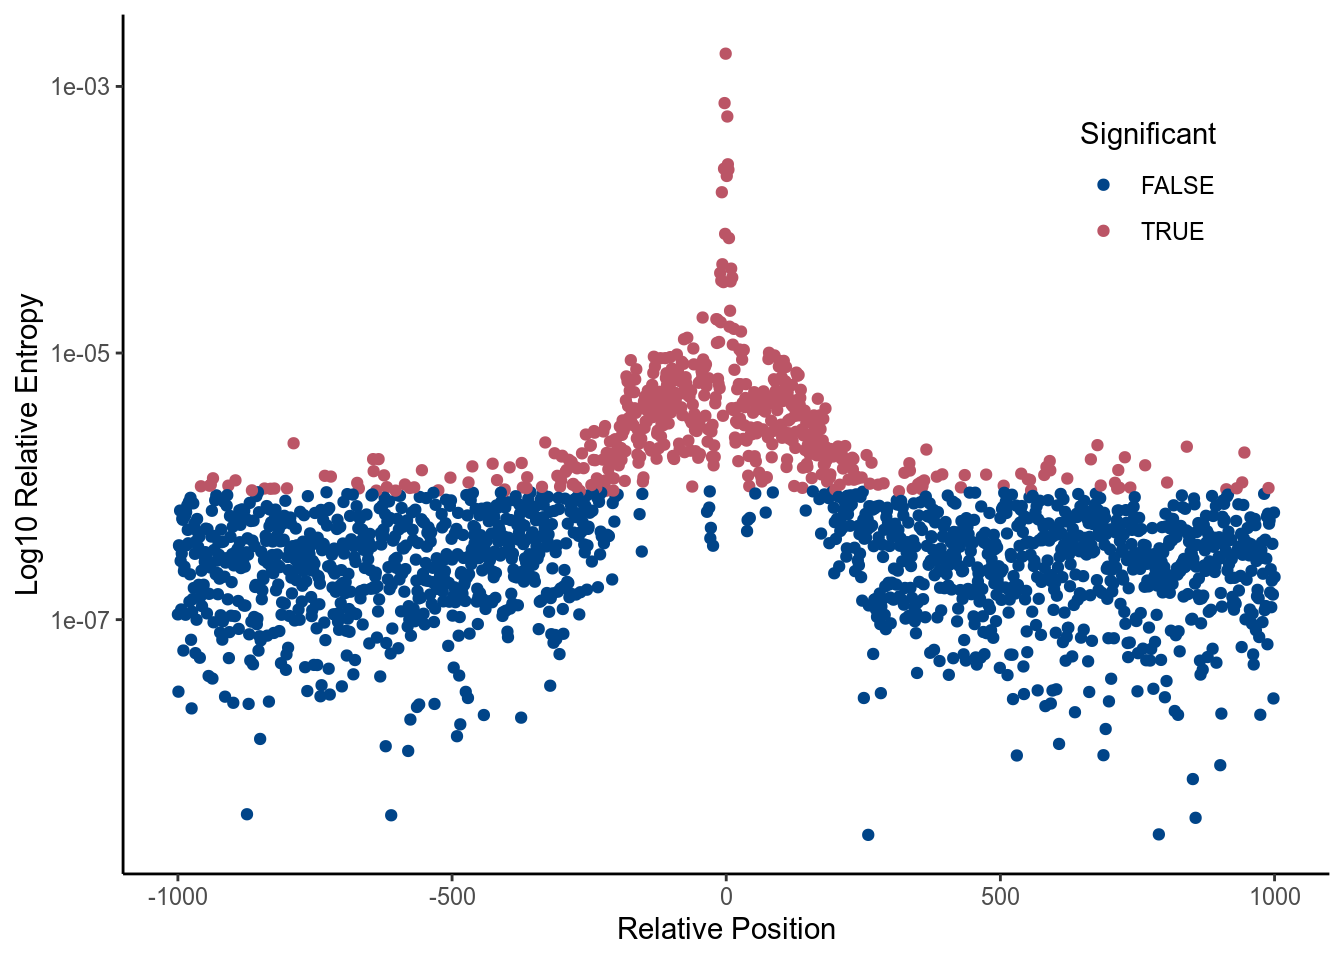 1e-03
1e-05
1e-07
Log10 Relative Entropy
Significant
FALSE
TRUE
-1000
-500
0
500
1000
Relative Position